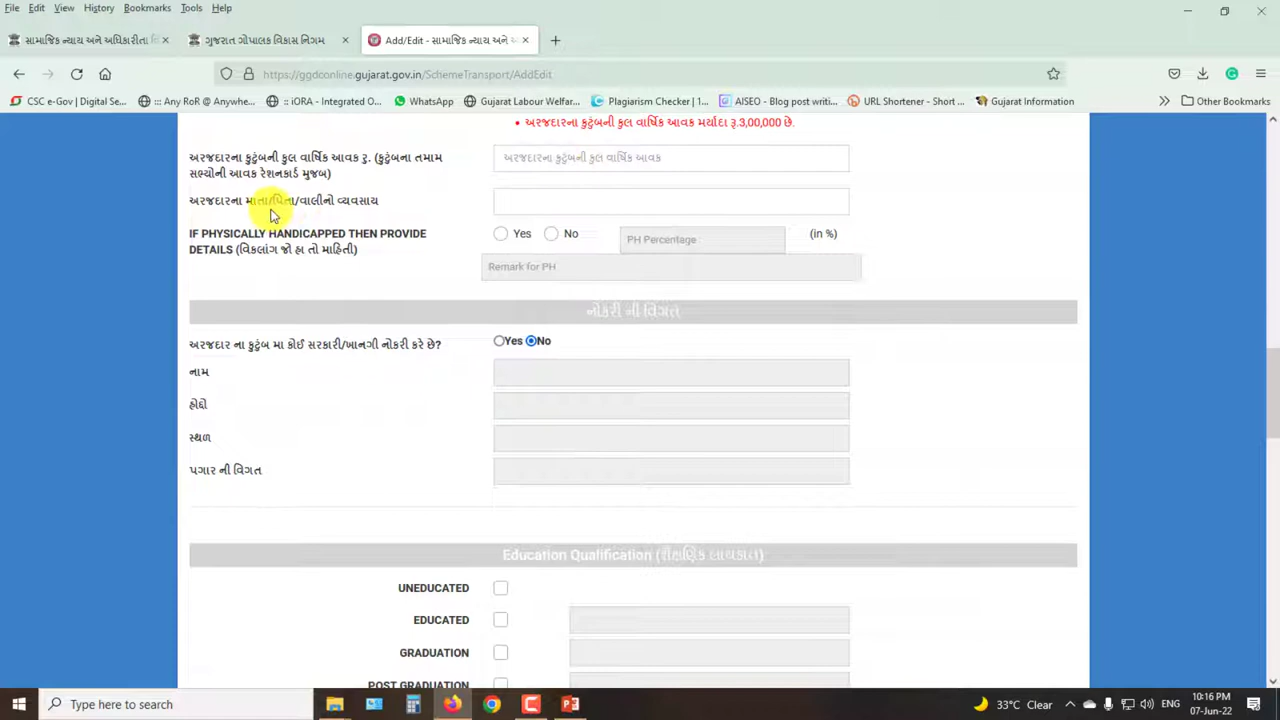 File Edit View History Bookmarks Tools Help
સામાજિક ન્યાય અને અધિકારીતા વિ
ગુજરાત ગોપાલક વિકાસ નિગમ
Add/Edit - સામાજિક ન્યાય અને અ
https://ggdconline.gujarat.gov.in/SchemeTransport/AddEdit
CSC e-Gov | Digital Se... ::: Any RoR @ Anywhe... :: iORA - Integrated O... WhatsApp Gujarat Labour Welfar... Plagiarism Checker | 1... AISEO - Blog post writi... URL Shortener - Short ... Gujarat Information Other Bookmarks
• અરજદારના કુટુંબની કુલ વાર્ષિક આવક મર્યાદા રૂ.3,00,000 છે.
અરજદારના કુટુંબની કુલ વાર્ષિક આવક રુ. (કુટુંબના તમામ
સભ્યોની આવક રેશનકાર્ડ મુજબ)
અરજદારના કુટુંબની કુલ વાર્ષિક આવક
અરજદારના માતા/પિતા/વાલીનો વ્યવસાય
IF PHYSICALLY HANDICAPPED THEN PROVIDE
DETAILS (વિકલાંગ જો હા તો માહિતી)
Yes No PH Percentage (in %)
Remark for PH
નોકરી ની વિગત
અરજદાર ના કુટુંબ મા કોઈ સરકારી/ખાનગી નોકરી કરે છે? Yes No
નામ
હોદ્દો
સ્થળ
પગાર ની વિગત
Education Qualification (શૈક્ષણિક લાયકાત)
UNEDUCATED
EDUCATED
GRADUATION
POST GRADUATION
Type here to search
33°C Clear
ENG
10:16 PM
07-Jun-22